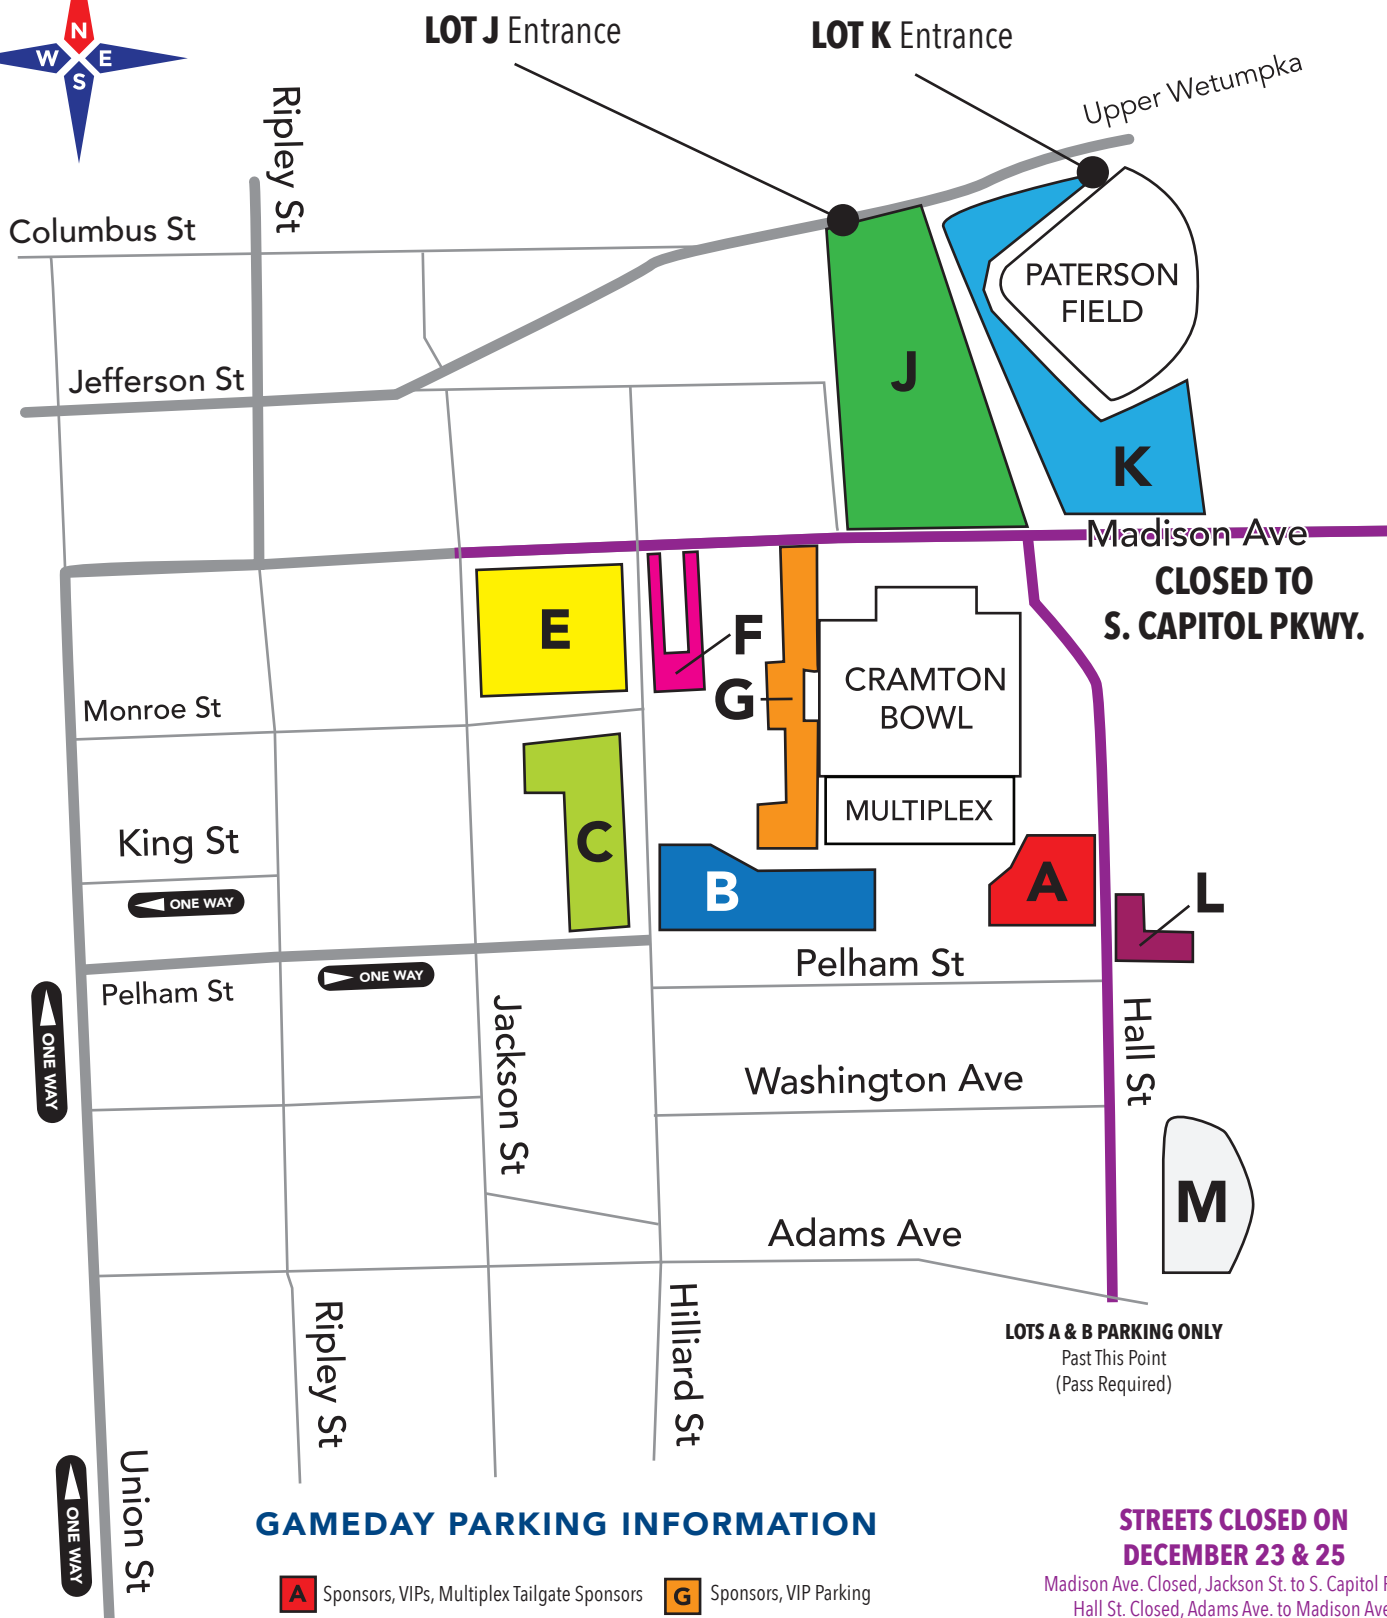 LOT J Entrance
LOT K Entrance
N
W E
S
Upper Wetumpka
Ripley St
Columbus St
PATERSON
FIELD
Jefferson St
J
K
Madison Ave
CLOSED TO
S. CAPITOL PKWY.
E
F
G
CRAMTON
BOWL
Monroe St
MULTIPLEX
King St
C
B
A
L
ONE WAY
Pelham St
ONE WAY
Pelham St
ONE WAY
Jackson St
Hall St
Washington Ave
M
Adams Ave
Ripley St
Hilliard St
LOTS A & B PARKING ONLY
Past This Point
(Pass Required)
Union St
ONE WAY
GAMEDAY PARKING INFORMATION
A Sponsors, VIPs, Multiplex Tailgate Sponsors
G Sponsors, VIP Parking
STREETS CLOSED ON
DECEMBER 23 & 25
Madison Ave. Closed, Jackson St. to S. Capitol
Hall St. Closed, Adams Ave. to Madison Ave